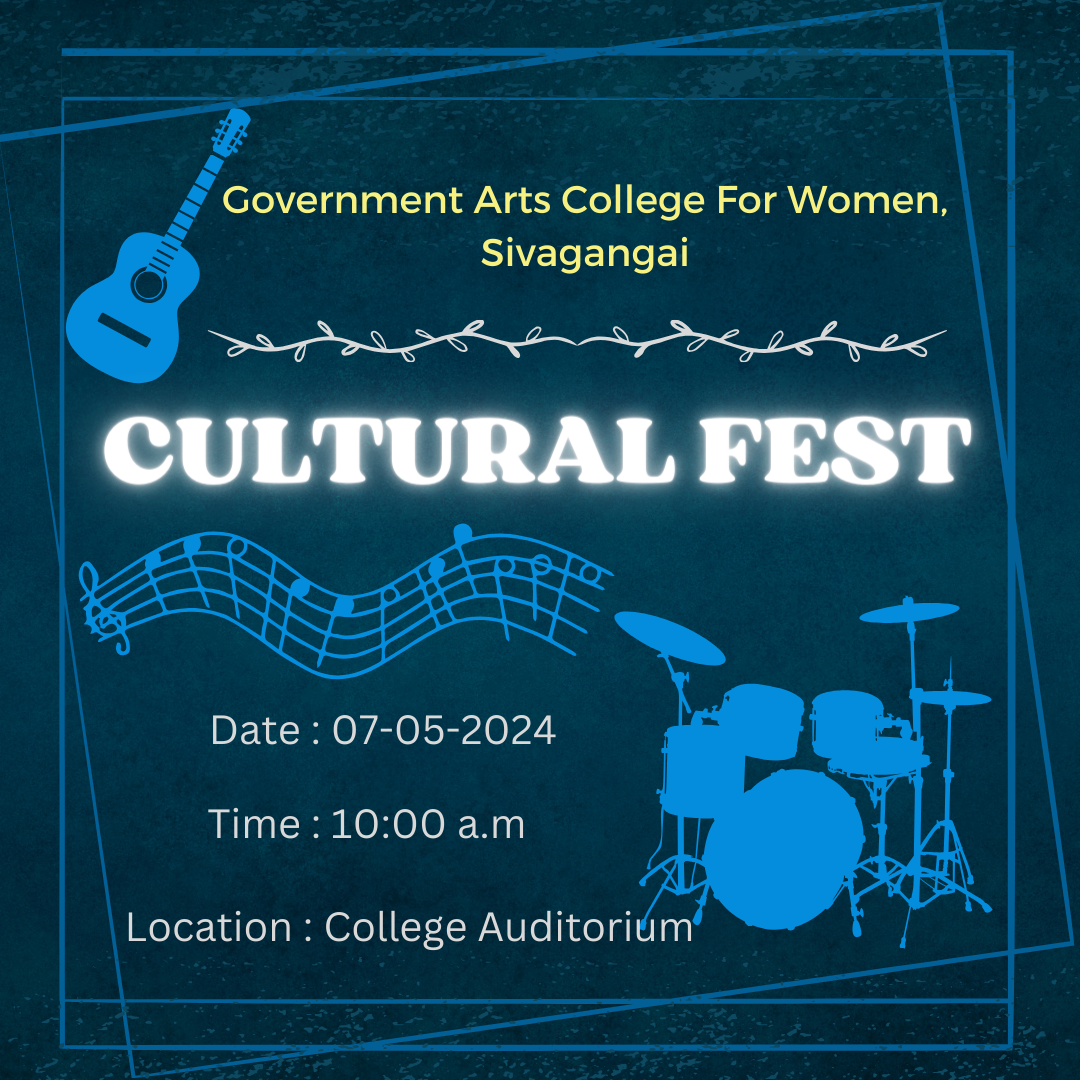 Government Arts College For Women,
Sivagangai
CULTURAL FEST
Date : 07-05-2024
Time : 10:00 a.m
Location : College Auditorium